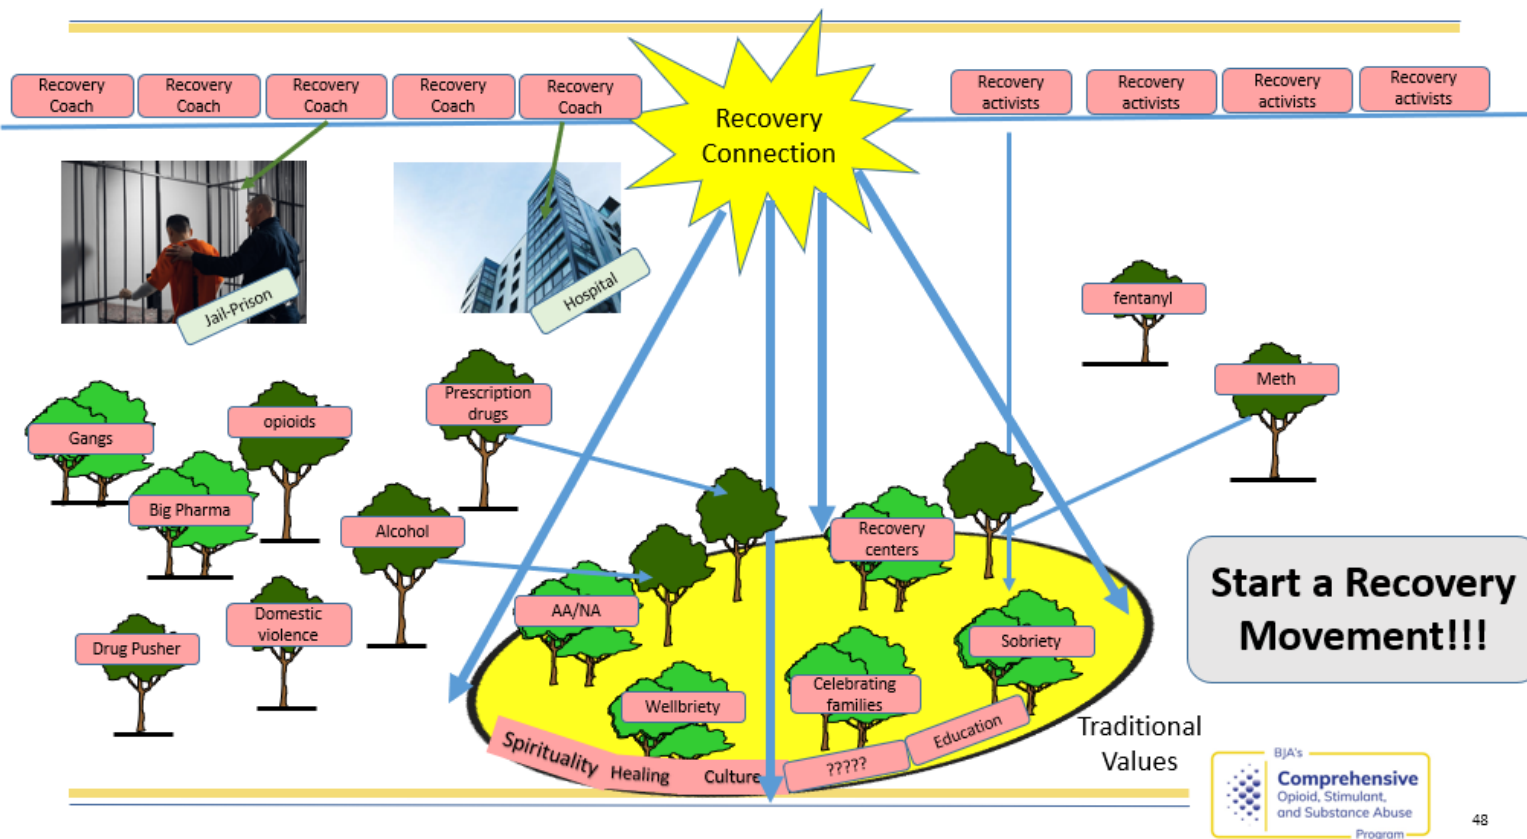 Recovery
Coach
Recovery
Coach
Recovery
Coach
Recovery
Coach
Recovery
Coach
Recovery
Connection
Recovery
activists
Recovery
activists
Recovery
activists
Recovery
activists
Jail-Prison
Hospital
fentanyl
Meth
Prescription
drugs
opioids
Gangs
Big Pharma
Alcohol
Domestic
violence
Drug Pusher
Recovery
centers
AA/NA
Sobriety
Celebrating
families
Wellbriety
Spirituality
Healing
Culture
?????
Education
Traditional
Values
Start a Recovery
Movement!!!
BJA's
Comprehensive
Opioid, Stimulant,
and Substance Abuse
Program
48